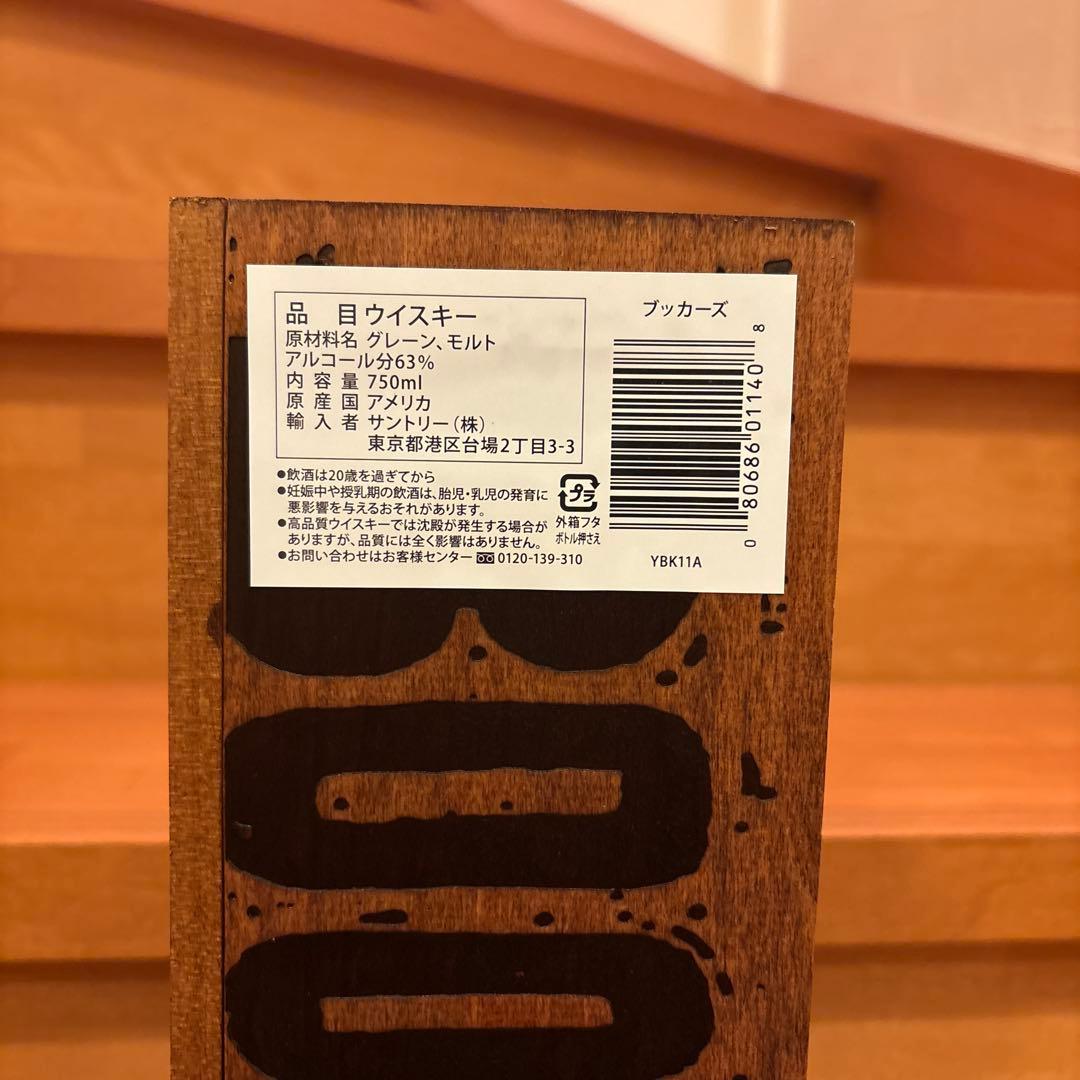 品 目 ウイスキー
原材料名 グレーン、モルト
アルコール分63%
内容量 750ml
原産国 アメリカ
輸入者 サントリー(株)
東京都港区台場2丁目3-3
●飲酒は20歳を過ぎてから
●妊娠中や授乳期の飲酒は、胎児・乳児の発育に
悪影響を与えるおそれがあります。
●高品質ウイスキーでは沈殿が発生する場合が
ありますが、品質には全く影響はありません。
●お問い合わせはお客様センター 0120-139-310
プラ
外箱フタ
ボトル押さえ
ブッカーズ
0 80686 01140 8
YBK11A
BOO